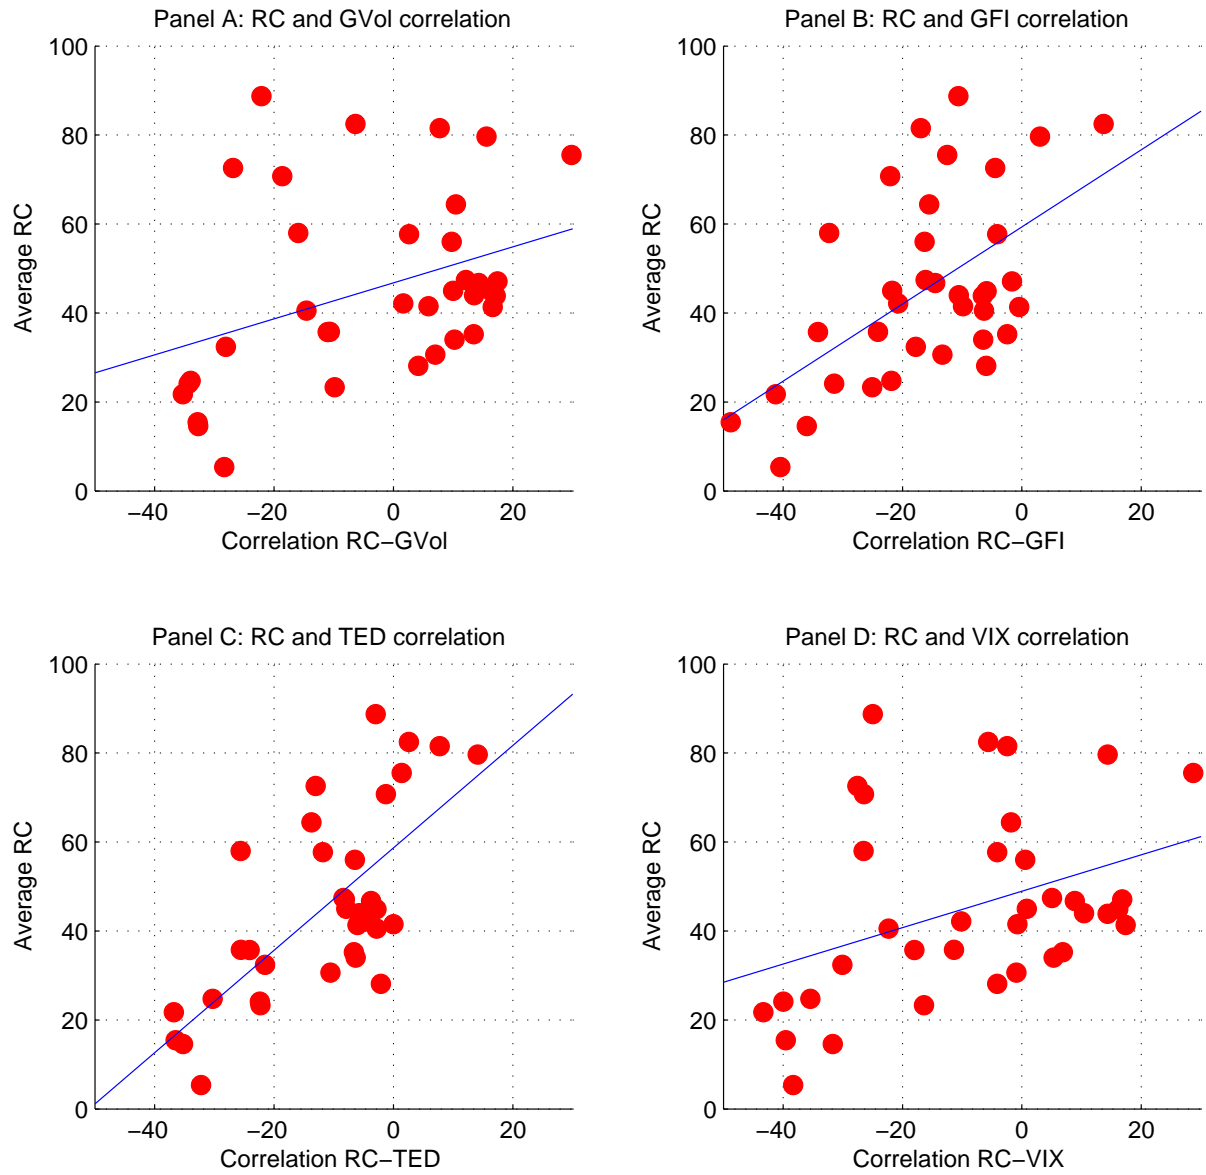 Panel A: RC and GVol correlation
100
80
60
40
20
0
Average RC
−40 −20 0 20
Correlation RC−GVol
Panel B: RC and GFI correlation
100
80
60
40
20
0
Average RC
−40 −20 0 20
Correlation RC−GFI
Panel C: RC and TED correlation
100
80
60
40
20
0
Average RC
−40 −20 0 20
Correlation RC−TED
Panel D: RC and VIX correlation
100
80
60
40
20
0
Average RC
−40 −20 0 20
Correlation RC−VIX